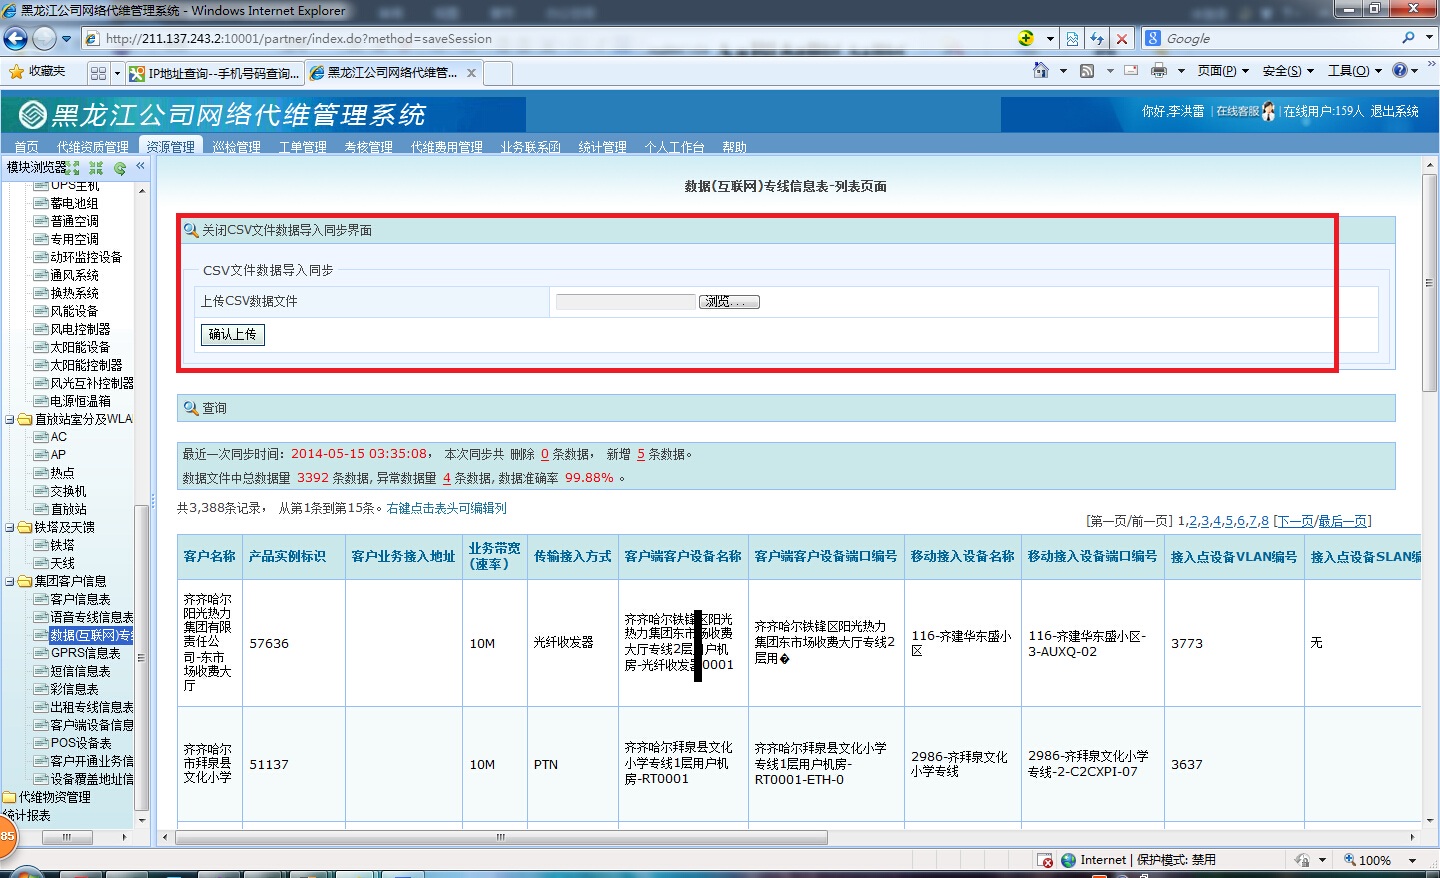 黑龙江公司网络代维管理系统 - Windows Internet Explorer
http://211.137.243.2:10001/partner/index.do?method=saveSession
Google
收藏夹
IP地址查询--手机号码查询...
黑龙江公司网络代维管...
页面(P)
安全(S)
工具(O)
黑龙江公司网络代维管理系统
你好,李洪雷 | 在线客服 | 在线用户:159人 退出系统
首页 代维资质管理 资源管理 巡检管理 工单管理 考核管理 代维费用管理 业务联系函 统计管理 个人工作台 帮助
模块浏览器
UPS主机
蓄电池组
普通空调
专用空调
动环监控设备
通风系统
换热系统
风能设备
风电控制器
太阳能设备
太阳能控制器
风光互补控制器
电源恒温箱
直放站室分及WLA
AC
AP
热点
交换机
直放站
铁塔及天馈
铁塔
天线
集团客户信息
客户信息表
语音专线信息表
数据(互联网)专
GPRS信息表
短信信息表
彩信息表
出租专线信息表
客户端设备信息
POS设备表
客户开通业务信
设备覆盖地址信
代维物资管理
统计报表
85
数据(互联网)专线信息表-列表页面
关闭CSV文件数据导入同步界面
CSV文件数据导入同步
上传CSV数据文件
浏览...
确认上传
查询
最近一次同步时间：2014-05-15 03:35:08， 本次同步共 删除 0 条数据， 新增 5 条数据。
数据文件中总数据量 3392 条数据, 异常数据量 4 条数据, 数据准确率 99.88% 。
共3,388条记录， 从第1条到第15条。右键点击表头可编辑列
[第一页/前一页] 1,2,3,4,5,6,7,8 [下一页/最后一页]
客户名称 产品实例标识 客户业务接入地址 业务带宽（速率） 传输接入方式 客户端客户设备名称 客户端客户设备端口编号 移动接入设备名称 移动接入设备端口编号 接入点设备VLAN编号 接入点设备SLAN编
齐齐哈尔
阳光热力
集团有限
责任公
司-东市
场收费大
厅
57636
10M
光纤收发器
齐齐哈尔铁锋区阳光
热力集团东市场收费
大厅专线2层用户机
房-光纤收发器0001
齐齐哈尔铁锋区阳光热力
集团东市场收费大厅专线2
层用�
116-齐建华东盛小
区
116-齐建华东盛小区-
3-AUXQ-02
3773
无
齐齐哈尔
市拜泉县
文化小学
51137
10M
PTN
齐齐哈尔拜泉县文化
小学专线1层用户机
房-RT0001
齐齐哈尔拜泉县文化小学
专线1层用户机房-
RT0001-ETH-0
2986-齐拜泉文化
小学专线
2986-齐拜泉文化小学
专线-2-C2CXPI-07
3637
Internet | 保护模式: 禁用
100%